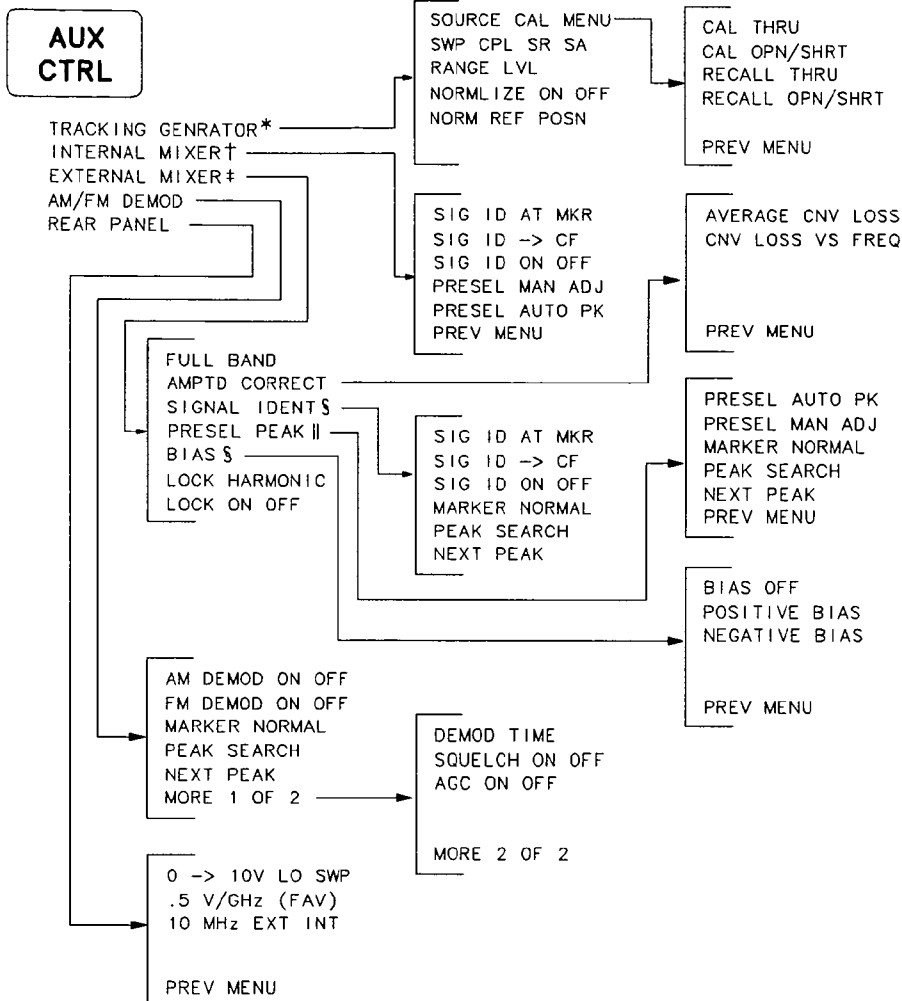 AUX
CTRL
TRACKING GENRATOR*
INTERNAL MIXER†
EXTERNAL MIXER‡
AM/FM DEMOD
REAR PANEL
SOURCE CAL MENU
SWP CPL SR SA
RANGE LVL
NORMLIZE ON OFF
NORM REF POSN
CAL THRU
CAL OPN/SHRT
RECALL THRU
RECALL OPN/SHRT
PREV MENU
SIG ID AT MKR
SIG ID -> CF
SIG ID ON OFF
PRESEL MAN ADJ
PRESEL AUTO PK
PREV MENU
AVERAGE CNV LOSS
CNV LOSS VS FREQ
PREV MENU
FULL BAND
AMPTD CORRECT
SIGNAL IDENT§
PRESEL PEAK‖
BIAS§
LOCK HARMONIC
LOCK ON OFF
SIG ID AT MKR
SIG ID -> CF
SIG ID ON OFF
MARKER NORMAL
PEAK SEARCH
NEXT PEAK
PRESEL AUTO PK
PRESEL MAN ADJ
MARKER NORMAL
PEAK SEARCH
NEXT PEAK
PREV MENU
BIAS OFF
POSITIVE BIAS
NEGATIVE BIAS
PREV MENU
AM DEMOD ON OFF
FM DEMOD ON OFF
MARKER NORMAL
PEAK SEARCH
NEXT PEAK
MORE 1 OF 2
DEMOD TIME
SQUELCH ON OFF
AGC ON OFF
MORE 2 OF 2
0 -> 10V LO SWP
.5 V/GHz (FAV)
10 MHz EXT INT
PREV MENU